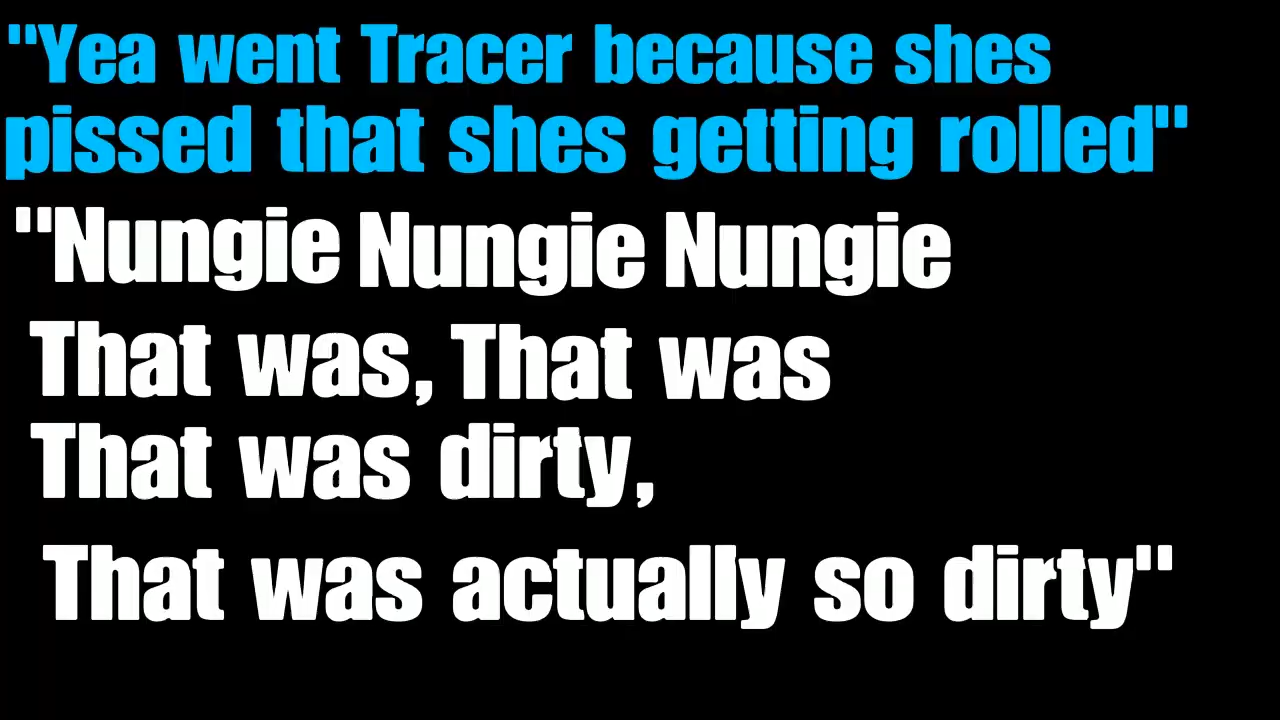 "Yea went Tracer because shes
pissed that shes getting rolled"
"Nungie Nungie Nungie
That was, That was
That was dirty,
That was actually so dirty"